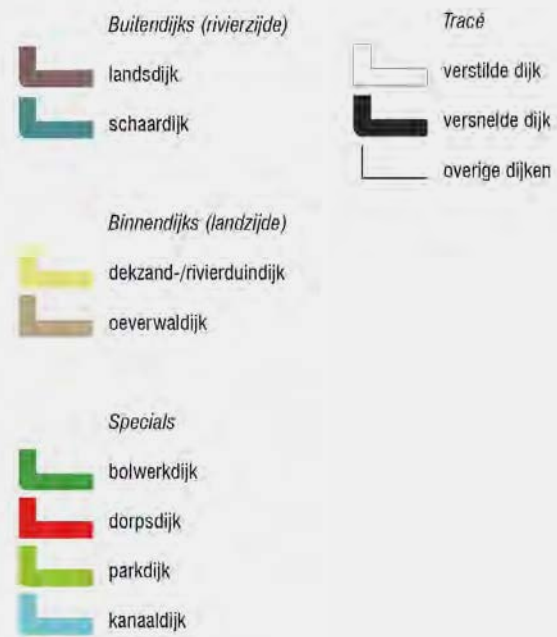 Buitendijks (rivierzijde)
landsdijk
schaardijk
Binnendijks (landzijde)
dekzand-/rivierduindijk
oeverwaldijk
Specials
bolwerkdijk
dorpsdijk
parkdijk
kanaaldijk
Tracé
verstilde dijk
versnelde dijk
overige dijken